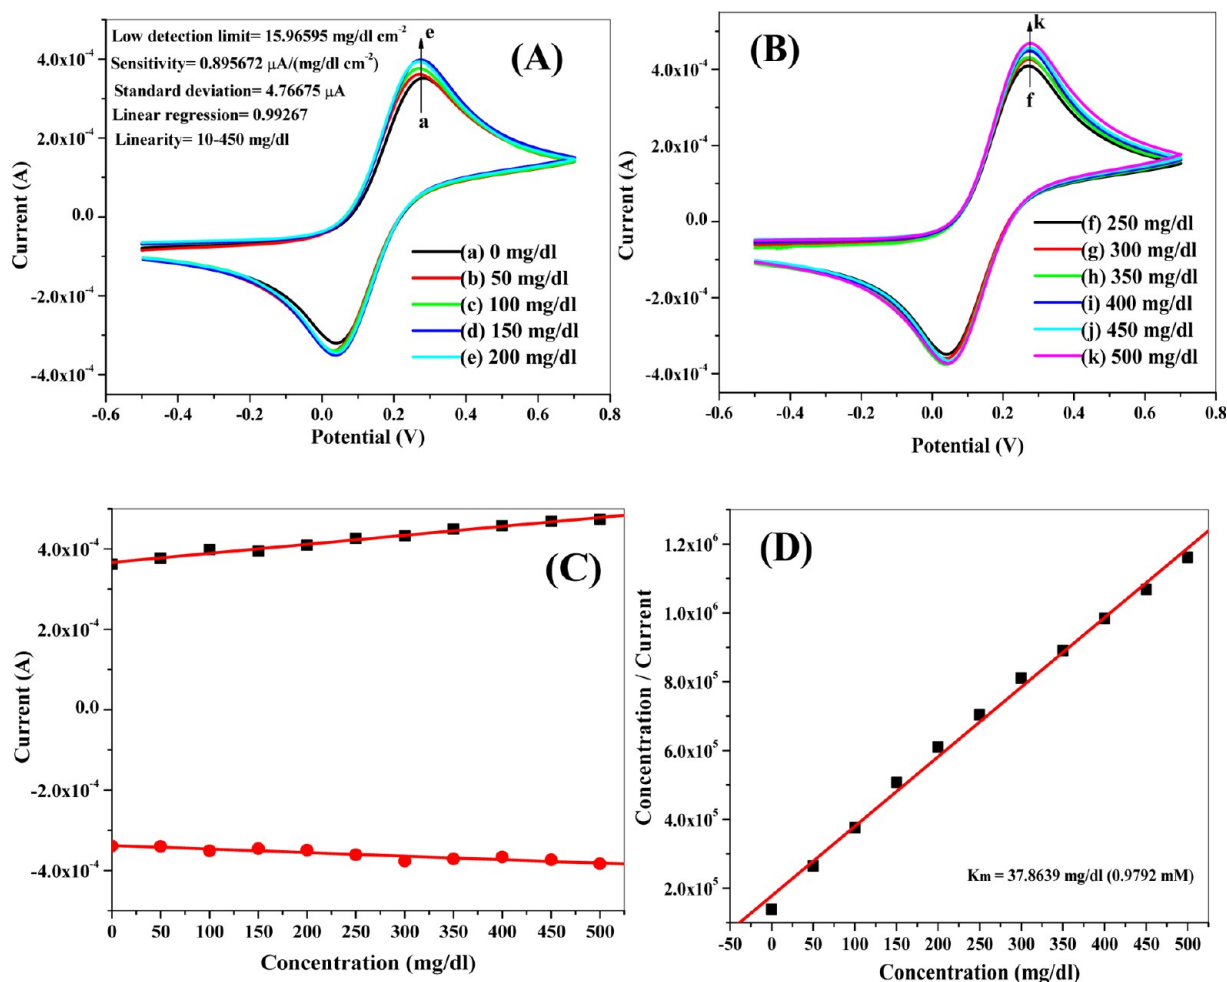 (A)
Low detection limit= 15.96595 mg/dl cm⁻²
Sensitivity= 0.895672 µA/(mg/dl cm⁻²)
Standard deviation= 4.76675 µA
Linear regression= 0.99267
Linearity= 10-450 mg/dl
e
a
4.0x10⁻⁴
2.0x10⁻⁴
0.0
-2.0x10⁻⁴
-4.0x10⁻⁴
Current (A)
(a) 0 mg/dl
(b) 50 mg/dl
(c) 100 mg/dl
(d) 150 mg/dl
(e) 200 mg/dl
-0.6 -0.4 -0.2 0.0 0.2 0.4 0.6 0.8
Potential (V)
(B)
k
f
4.0x10⁻⁴
2.0x10⁻⁴
0.0
-2.0x10⁻⁴
-4.0x10⁻⁴
Current (A)
(f) 250 mg/dl
(g) 300 mg/dl
(h) 350 mg/dl
(i) 400 mg/dl
(j) 450 mg/dl
(k) 500 mg/dl
-0.6 -0.4 -0.2 0.0 0.2 0.4 0.6 0.8
Potential (V)
(C)
4.0x10⁻⁴
2.0x10⁻⁴
0.0
-2.0x10⁻⁴
-4.0x10⁻⁴
Current (A)
0 50 100 150 200 250 300 350 400 450 500
Concentration (mg/dl)
(D)
1.2x10⁶
1.0x10⁶
8.0x10⁵
6.0x10⁵
4.0x10⁵
2.0x10⁵
Concentration / Current
Km = 37.8639 mg/dl (0.9792 mM)
-50 0 50 100 150 200 250 300 350 400 450 500
Concentration (mg/dl)